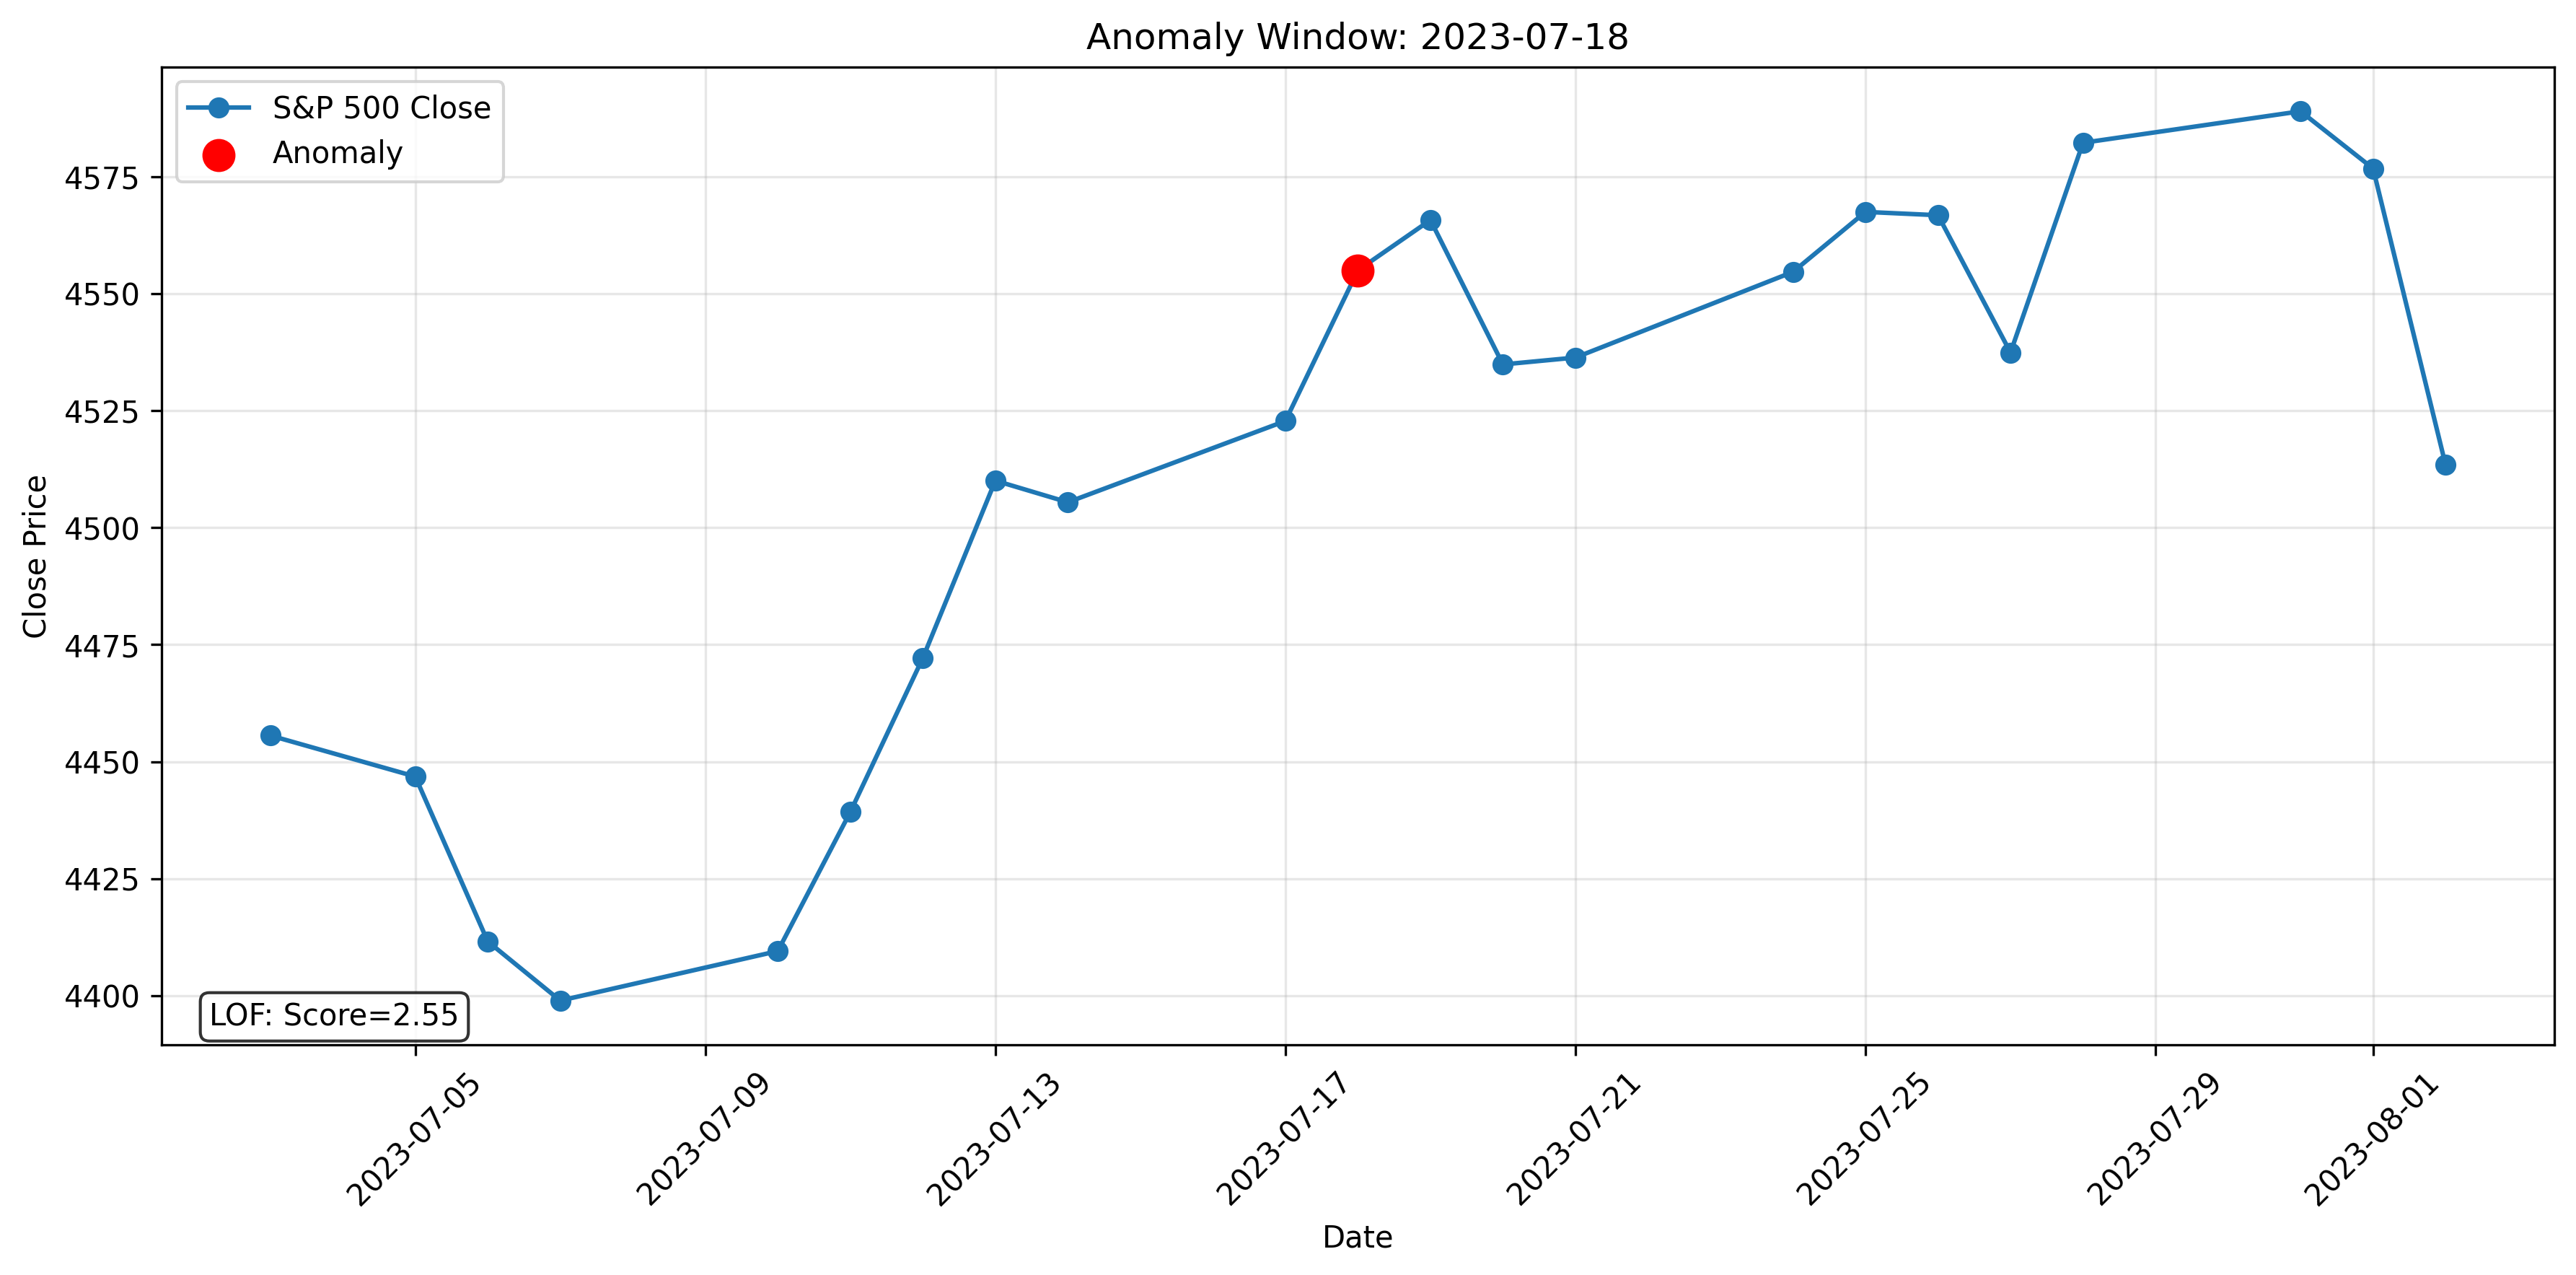 Anomaly Window: 2023-07-18
S&P 500 Close
Anomaly
4575
4550
4525
4500
4475
4450
4425
4400
Close Price
LOF: Score=2.55
2023-07-05
2023-07-09
2023-07-13
2023-07-17
2023-07-21
2023-07-25
2023-07-29
2023-08-01
Date